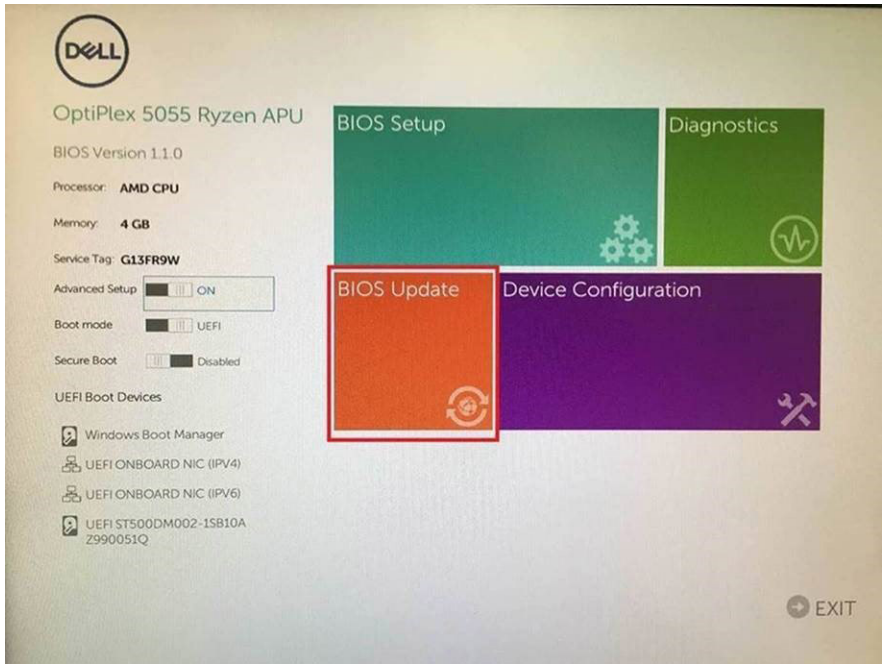 DELL
OptiPlex 5055 Ryzen APU
BIOS Version 1.1.0
Processor: AMD CPU
Memory: 4 GB
Service Tag: G13FR9W
Advanced Setup ON
Boot mode UEFI
Secure Boot Disabled
UEFI Boot Devices
Windows Boot Manager
UEFI ONBOARD NIC (IPV4)
UEFI ONBOARD NIC (IPV6)
UEFI ST500DM002-1SB10A
Z990051Q
BIOS Setup
Diagnostics
BIOS Update
Device Configuration
EXIT